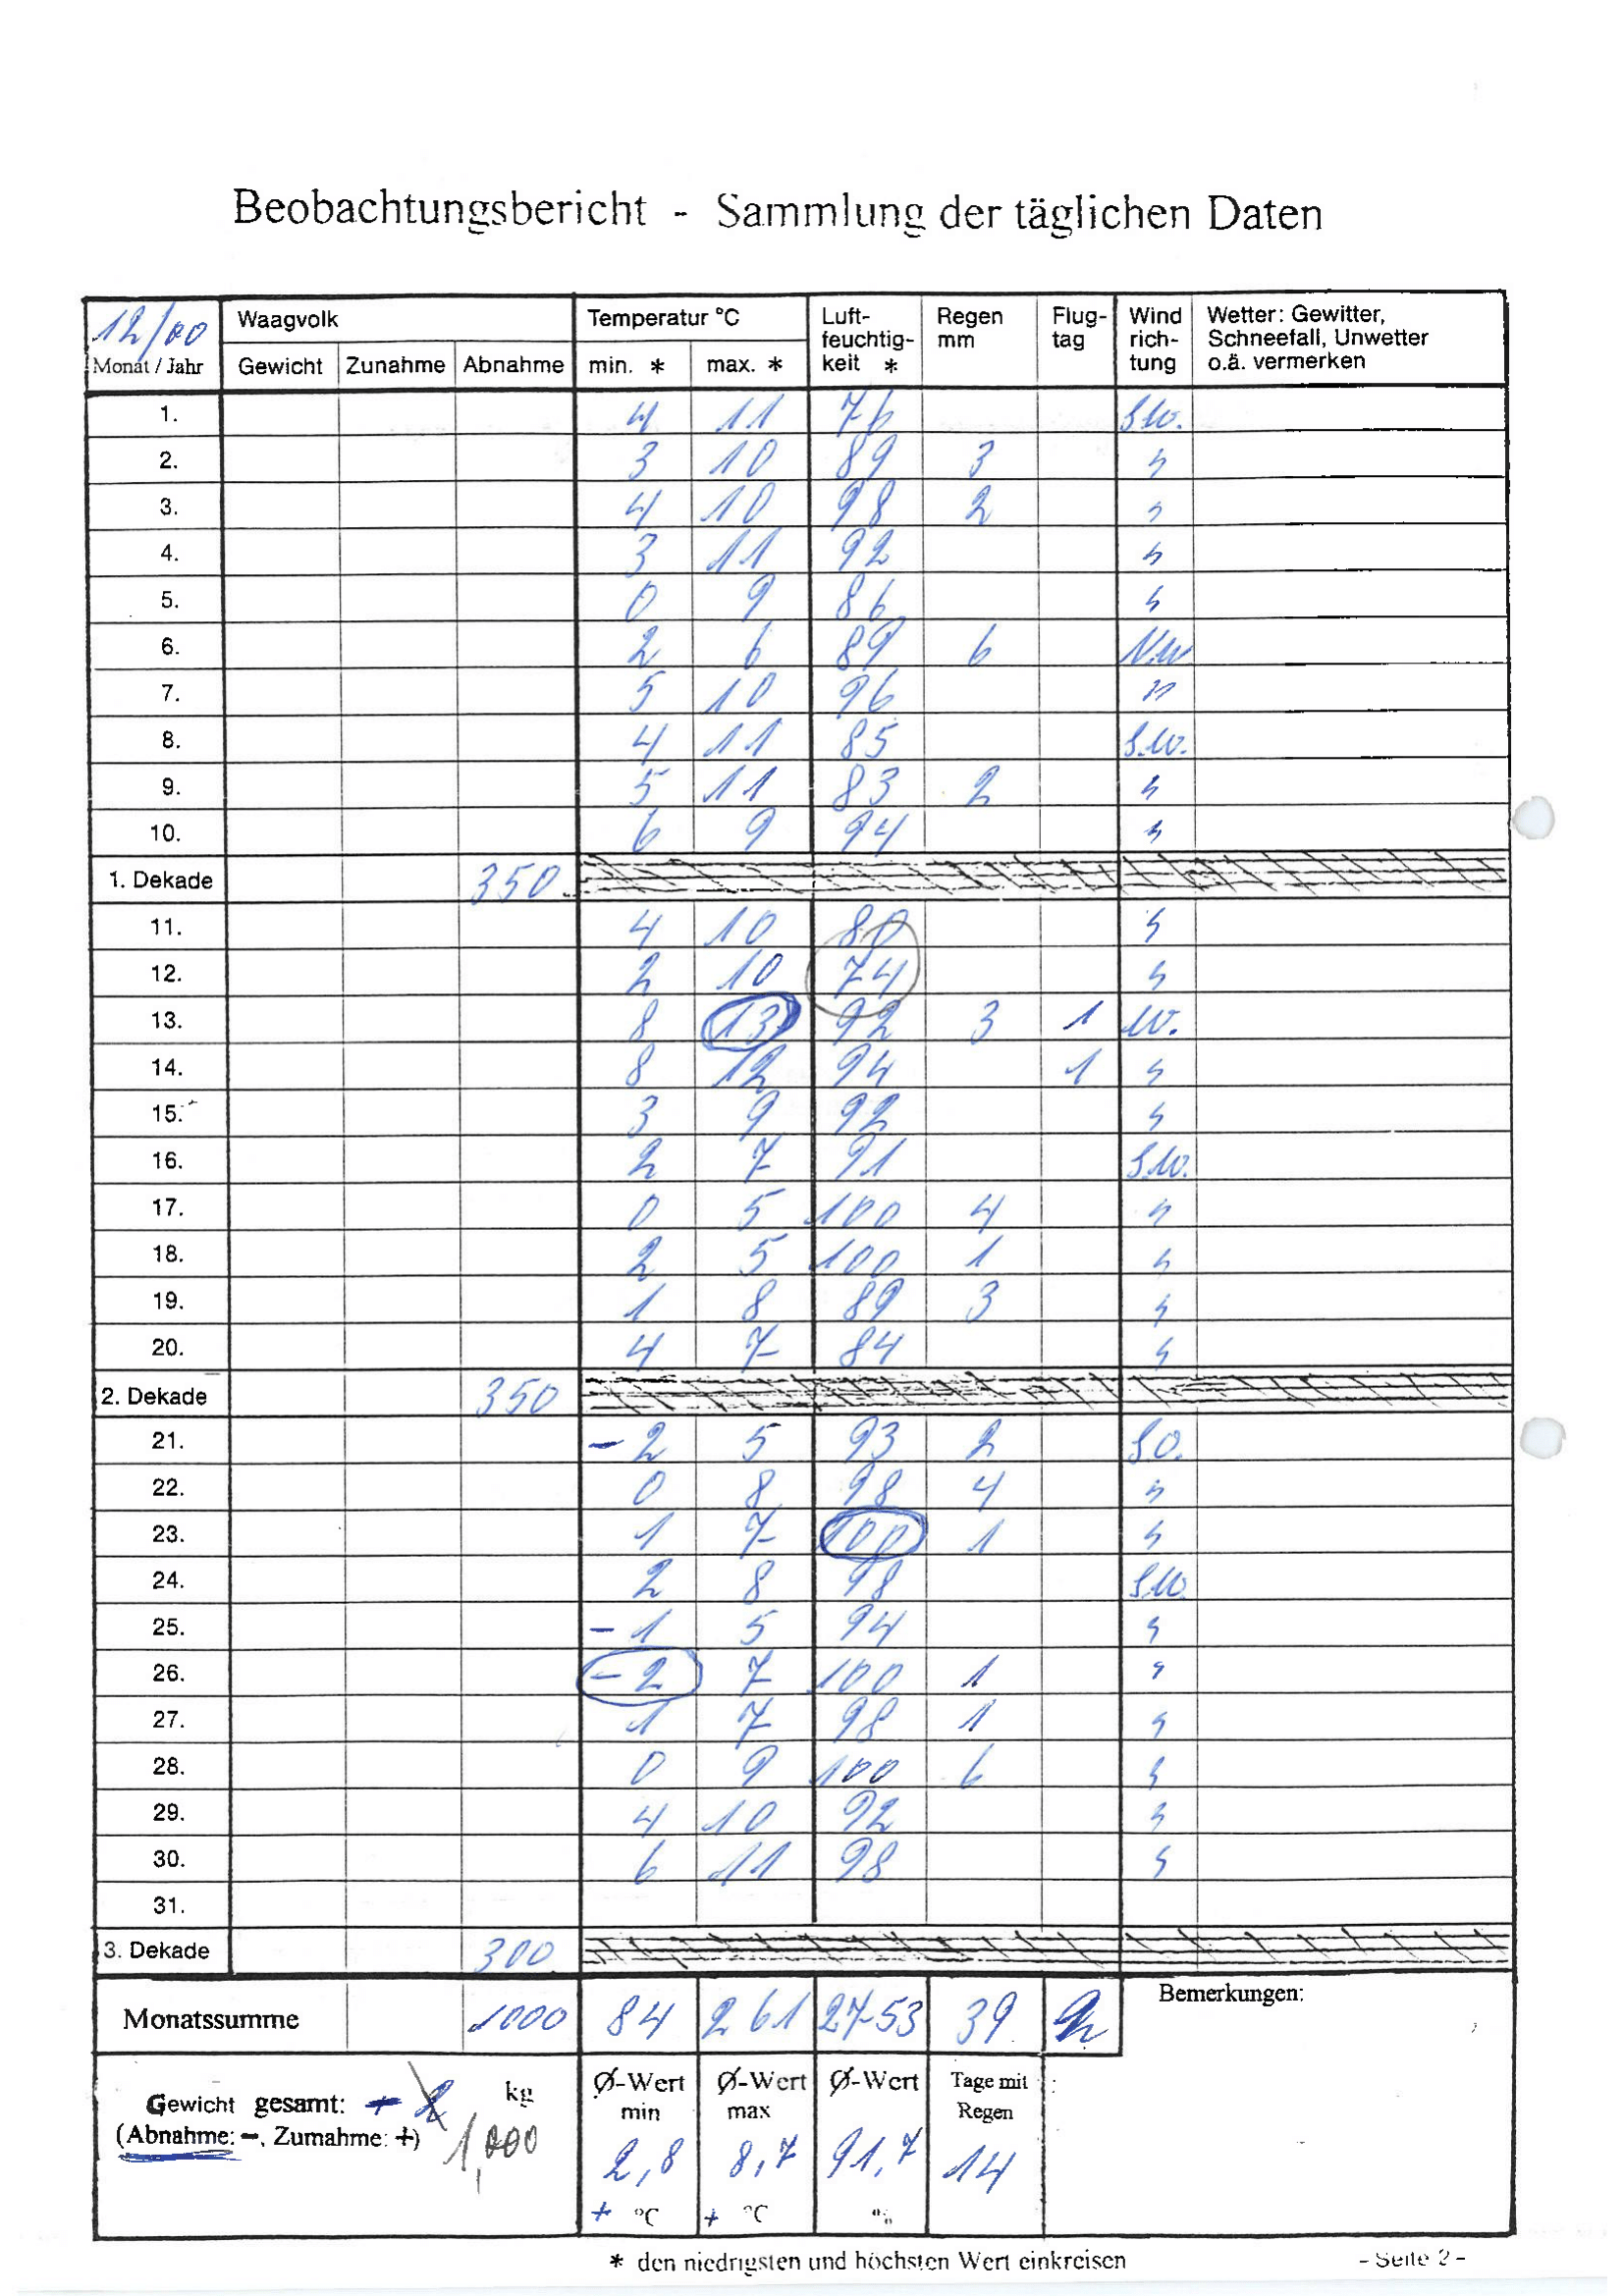 Beobachtungsbericht - Sammlung der täglichen Daten
12/00 Waagvolk Temperatur °C Luft- Regen Flug- Wind Wetter: Gewitter,
feuchtig- mm tag rich- Schneefall, Unwetter
Monat / Jahr Gewicht Zunahme Abnahme min. * max. * keit * tung o.ä. vermerken
1. 4 11 76 S.W.
2. 3 10 89 3 "
3. 4 10 98 2 "
4. 3 11 92 "
5. 0 9 86 "
6. 2 6 89 6 N.W
7. 5 10 96 "
8. 4 11 85 S.W.
9. 5 11 83 2 "
10. 6 9 94 "
1. Dekade 350
11. 4 10 80 "
12. 2 10 74 "
13. 8 13 92 3 1 W.
14. 8 12 94 1 "
15. 3 9 92 "
16. 2 7 91 S.W.
17. 0 5 100 4 "
18. 2 5 100 1 "
19. 1 8 89 3 "
20. 4 7 84 "
2. Dekade 350
21. -2 5 93 2 S.O.
22. 0 8 98 4 "
23. 1 7 100 1 "
24. 2 8 98 S.W.
25. -1 5 94 "
26. -2 7 100 1 "
27. 1 7 98 1 "
28. 0 9 100 6 "
29. 4 10 92 "
30. 6 11 98 "
31.
3. Dekade 300
Monatssumme 1000 84 261 2753 39 2 Bemerkungen:
Ø-Wert Ø-Wert Ø-Wert Tage mit
min max Regen
Gewicht gesamt: kg
(Abnahme: -, Zumahme: +) 1,000
2,8 8,7 91,7 14
+ °C + °C %
* den niedrigsten und höchsten Wert einkreisen - Seite 2 -